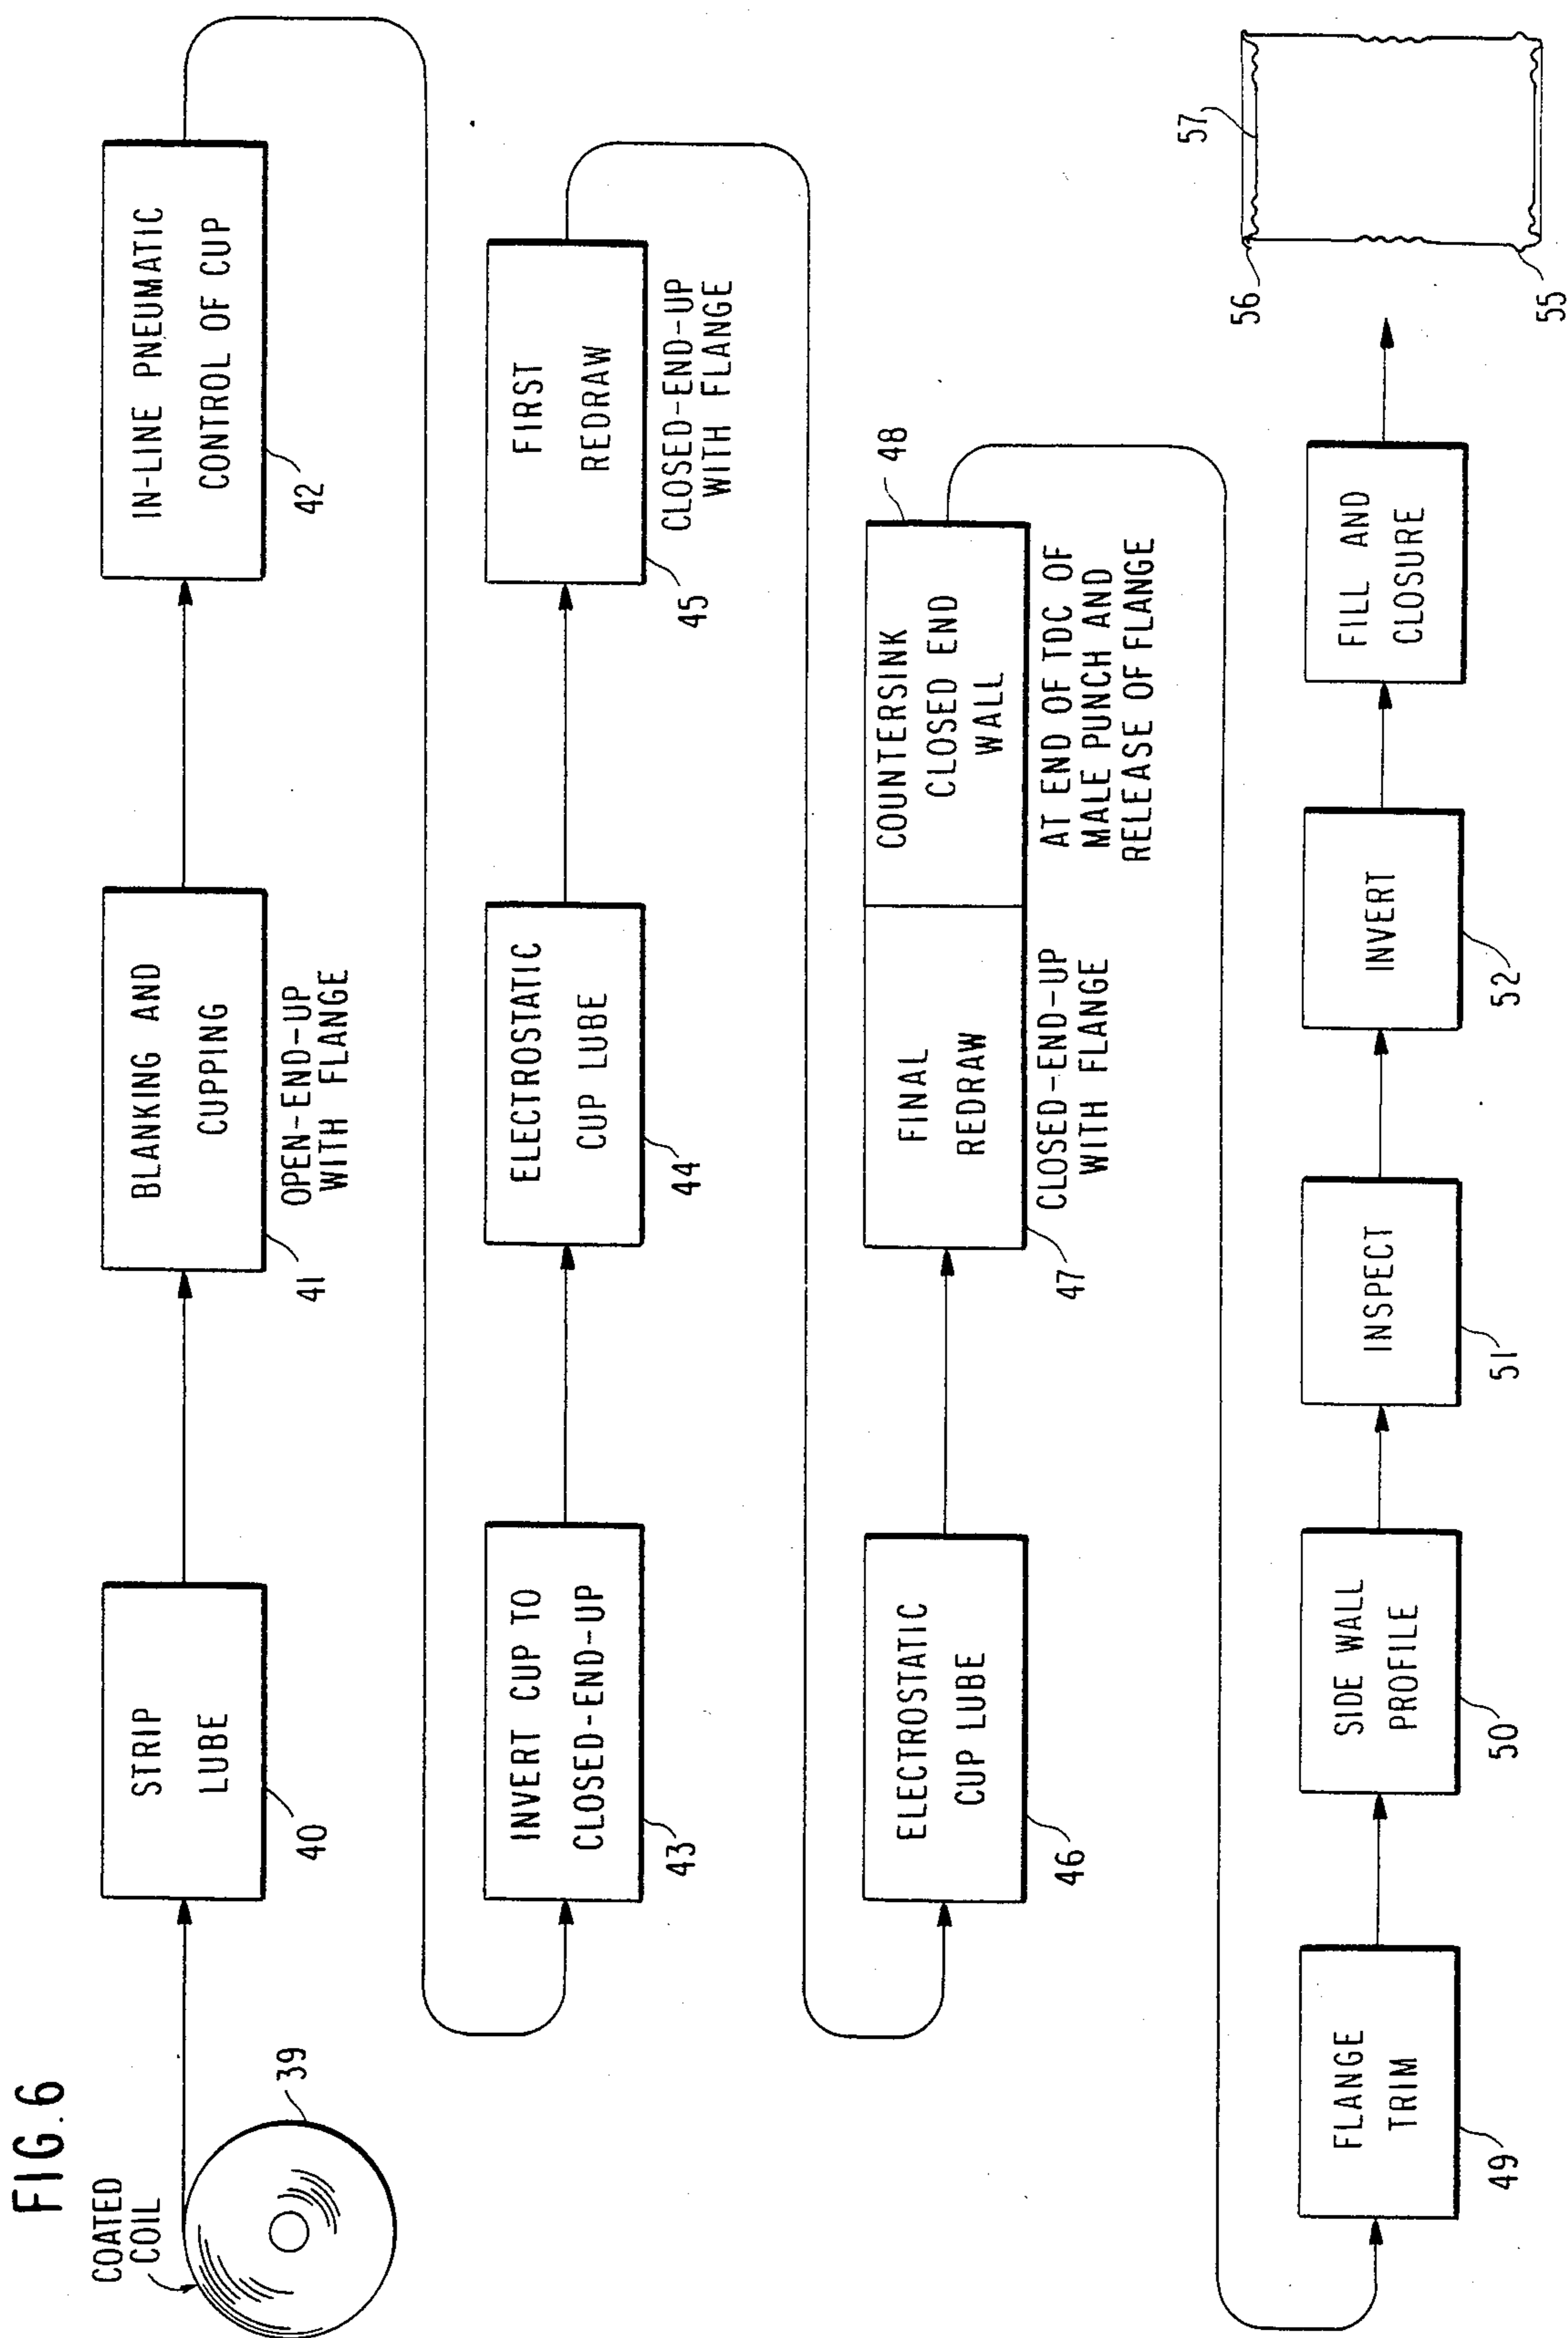 FIG. 6
COATED
COIL
39
STRIP
LUBE
40
BLANKING AND
CUPPING
41
OPEN-END-UP
WITH FLANGE
IN-LINE PNEUMATIC
CONTROL OF CUP
42
INVERT CUP TO
CLOSED-END-UP
43
ELECTROSTATIC
CUP LUBE
44
FIRST
REDRAW
45
CLOSED-END-UP
WITH FLANGE
ELECTROSTATIC
CUP LUBE
46
FINAL
REDRAW
47
CLOSED-END-UP
WITH FLANGE
COUNTERSINK
CLOSED END
WALL
48
AT END OF TDC OF
MALE PUNCH AND
RELEASE OF FLANGE
FLANGE
TRIM
49
SIDE WALL
PROFILE
50
INSPECT
51
INVERT
52
FILL AND
CLOSURE
56
57
55